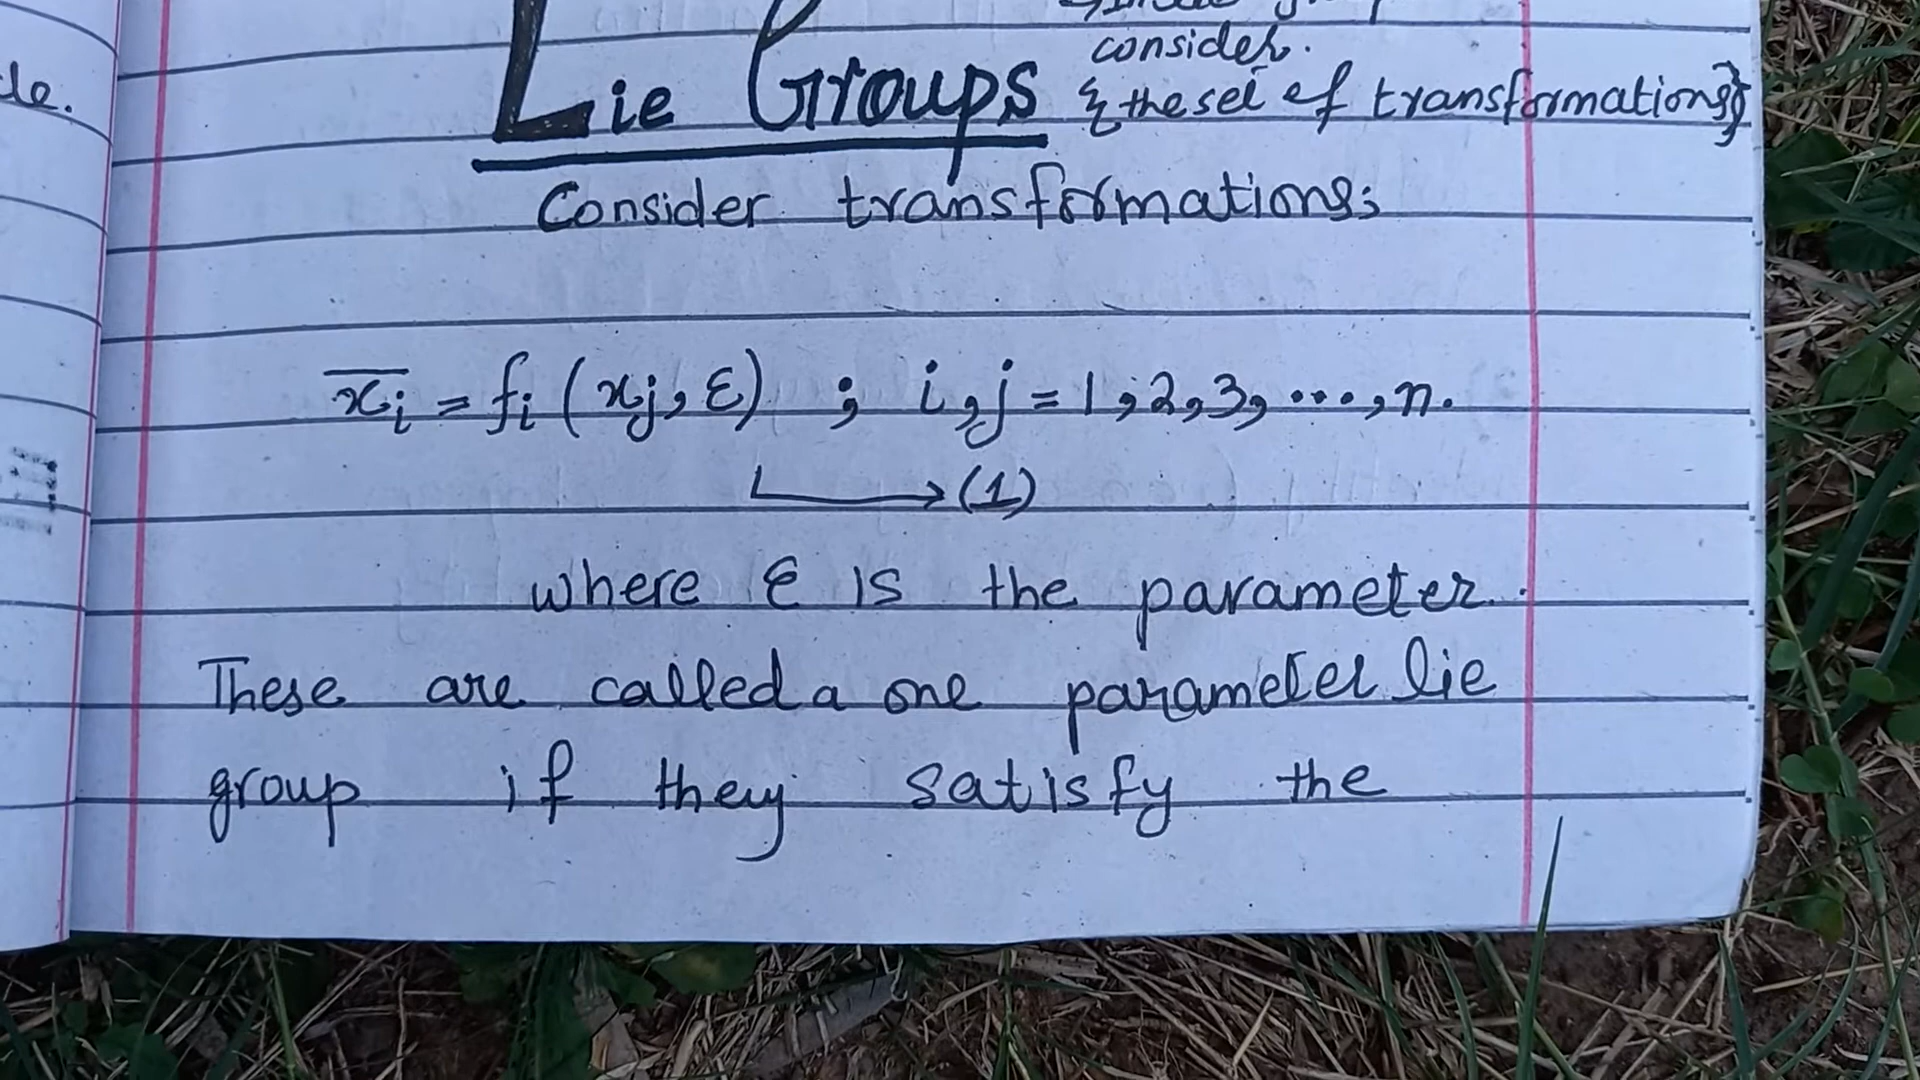 de.
consider.
Lie Groups {the set of transformations}
Consider transformations;
x̄ᵢ = fᵢ (xⱼ, ε) ; i, j = 1, 2, 3, ..., n.
↳ (1)
where ε is the parameter.
These are called a one parameter lie
group if they satisfy the